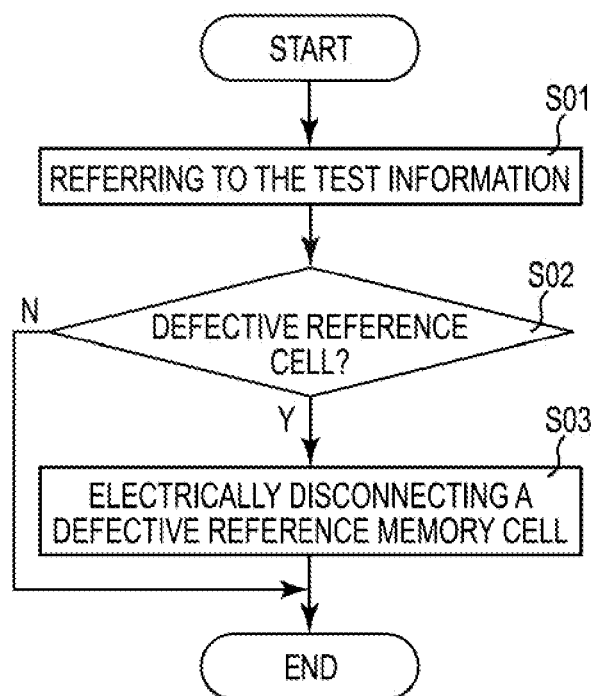 START
S01
REFERRING TO THE TEST INFORMATION
S02
N
DEFECTIVE REFERENCE
CELL?
Y
S03
ELECTRICALLY DISCONNECTING A
DEFECTIVE REFERENCE MEMORY CELL
END